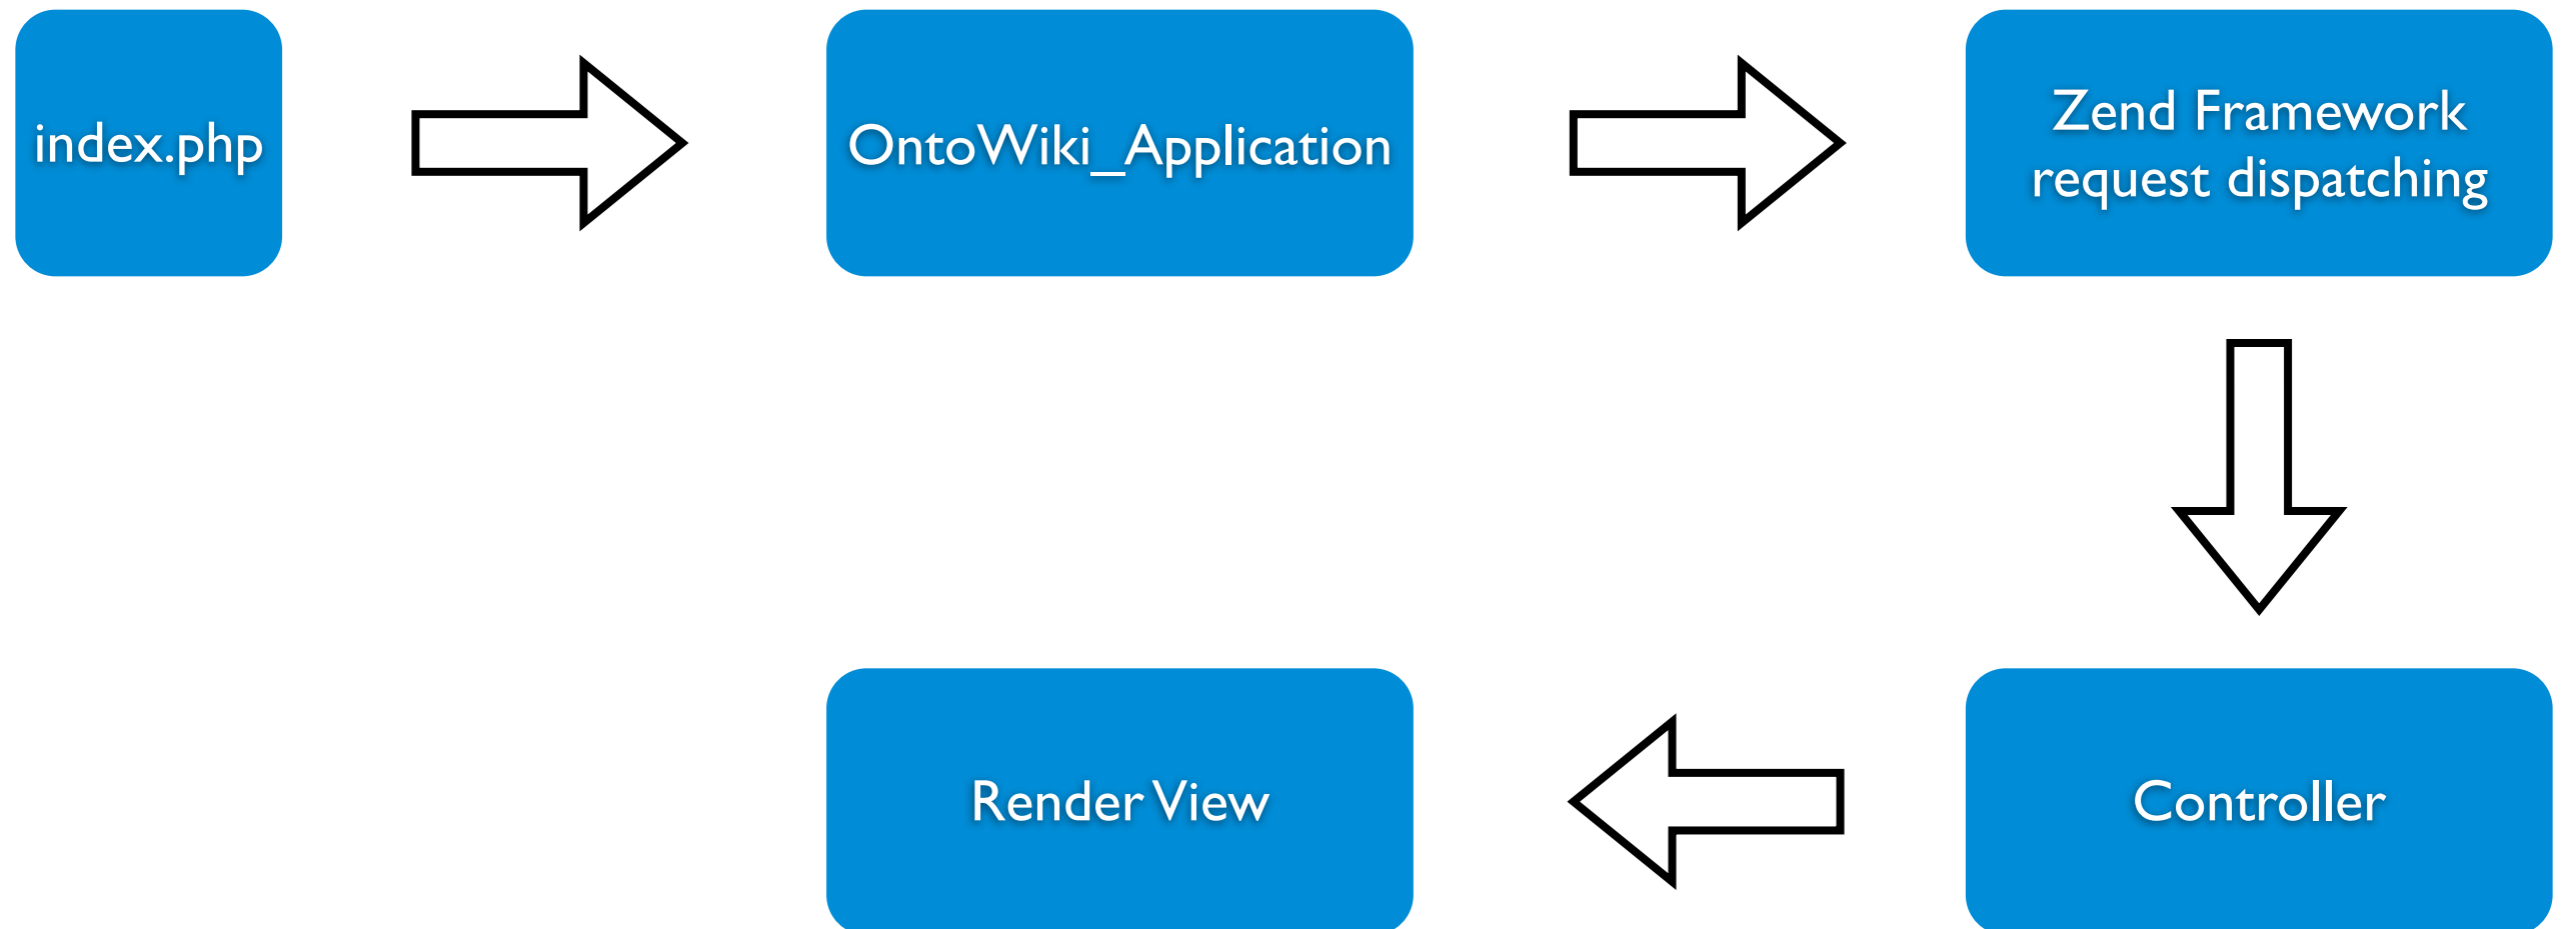 index.php
OntoWiki_Application
Zend Framework
request dispatching
Controller
Render View